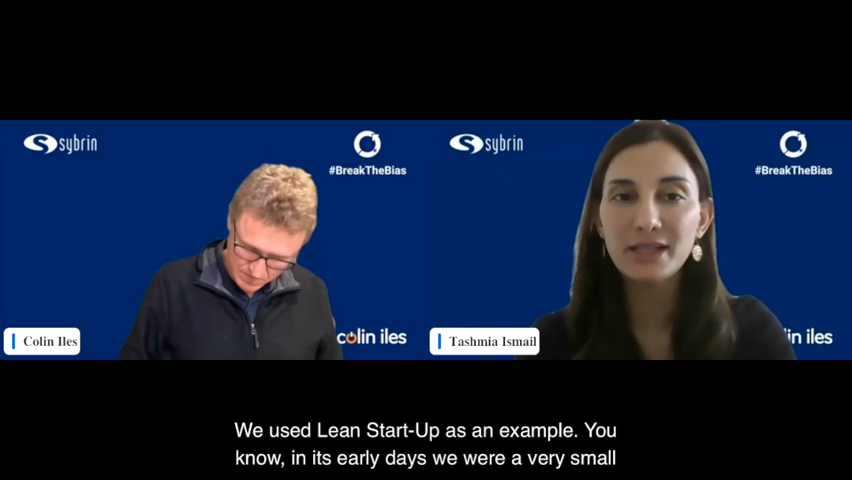 sybrin
#BreakTheBias
sybrin
#BreakTheBias
Colin Iles
colin iles
Tashmia Ismail
in iles
We used Lean Start-Up as an example. You
know, in its early days we were a very small